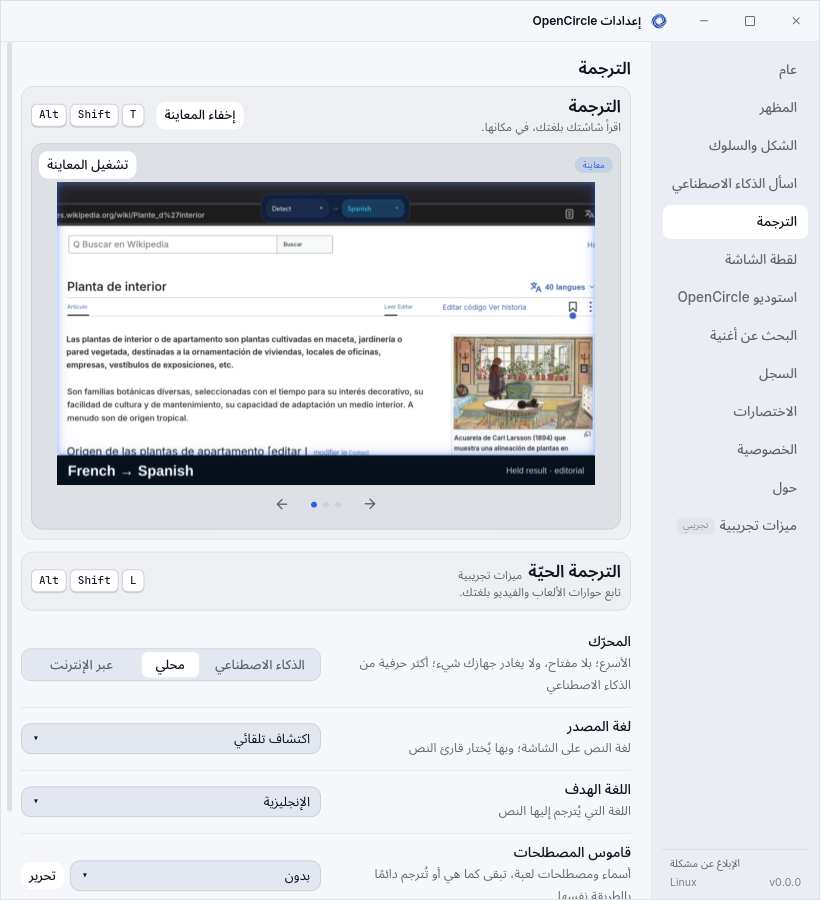 إعدادات OpenCircle
عام
المظهر
الشكل والسلوك
اسأل الذكاء الاصطناعي
الترجمة
لقطة الشاشة
استوديو OpenCircle
البحث عن أغنية
السجل
الاختصارات
الخصوصية
حول
ميزات تجريبية تجريبي
الإبلاغ عن مشكلة
v0.0.0 Linux
الترجمة
الترجمة
اقرأ شاشتك بلغتك، في مكانها.
إخفاء المعاينة
Alt Shift T
معاينة
تشغيل المعاينة
Detect → Spanish
es.wikipedia.org/wiki/Plante_d%27interior
Buscar en Wikipedia Buscar
Planta de interior 40 langues
Artículo Leer Editar Editar código Ver historia
Las plantas de interior o de apartamento son plantas cultivadas en maceta, jardinería o
pared vegetada, destinadas a la ornamentación de viviendas, locales de oficinas,
empresas, vestíbulos de exposiciones, etc.
Son familias botánicas diversas, seleccionadas con el tiempo para su interés decorativo, su
facilidad de cultura y de mantenimiento, su capacidad de adaptación un medio interior. A
menudo son de origen tropical.
Acuarela de Carl Larsson (1894) que
muestra una alineación de plantas en
Origen de las plantas de apartamento [editar | modifier le
French → Spanish Held result · editorial
← →
الترجمة الحيّة ميزات تجريبية
تابع حوارات الألعاب والفيديو بلغتك.
Alt Shift L
المحرّك
الأسرع؛ بلا مفتاح، ولا يغادر جهازك شيء؛ أكثر حرفية من
الذكاء الاصطناعي
الذكاء الاصطناعي محلي عبر الإنترنت
لغة المصدر
لغة النص على الشاشة؛ وبها يُختار قارئ النص
اكتشاف تلقائي
اللغة الهدف
اللغة التي يُترجم إليها النص
الإنجليزية
قاموس المصطلحات
أسماء ومصطلحات لعبة، تبقى كما هي أو تُترجم دائمًا
بالطريقة نفسها
بدون
تحرير